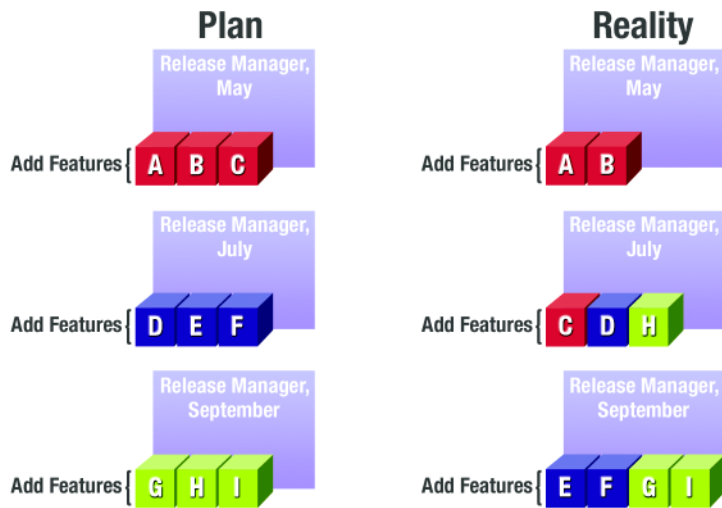 Plan
Reality
Release Manager,
May
Add Features
A B C
Release Manager,
May
Add Features
A B
Release Manager,
July
Add Features
D E F
Release Manager,
July
Add Features
C D H
Release Manager,
September
Add Features
G H I
Release Manager,
September
Add Features
E F G I